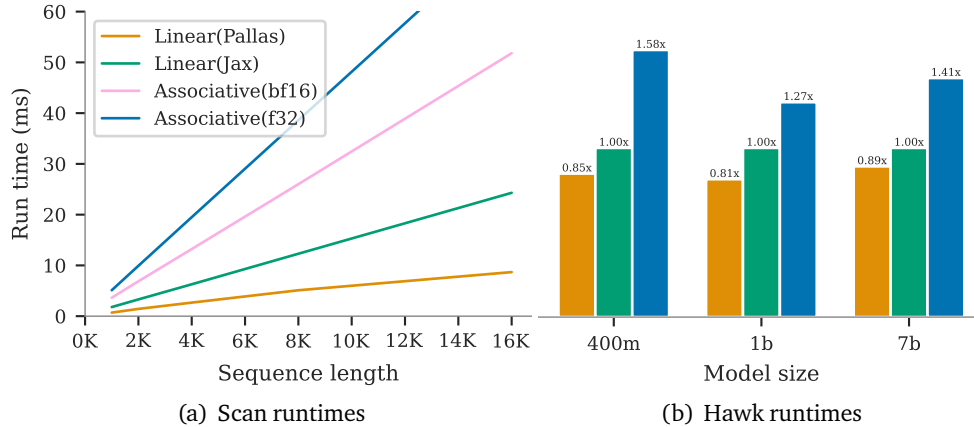 60
50
40
30
20
10
0
Run time (ms)
Linear(Pallas)
Linear(Jax)
Associative(bf16)
Associative(f32)
0K 2K 4K 6K 8K 10K 12K 14K 16K
Sequence length
(a) Scan runtimes
0.85x 1.00x 1.58x
0.81x 1.00x 1.27x
0.89x 1.00x 1.41x
400m 1b 7b
Model size
(b) Hawk runtimes